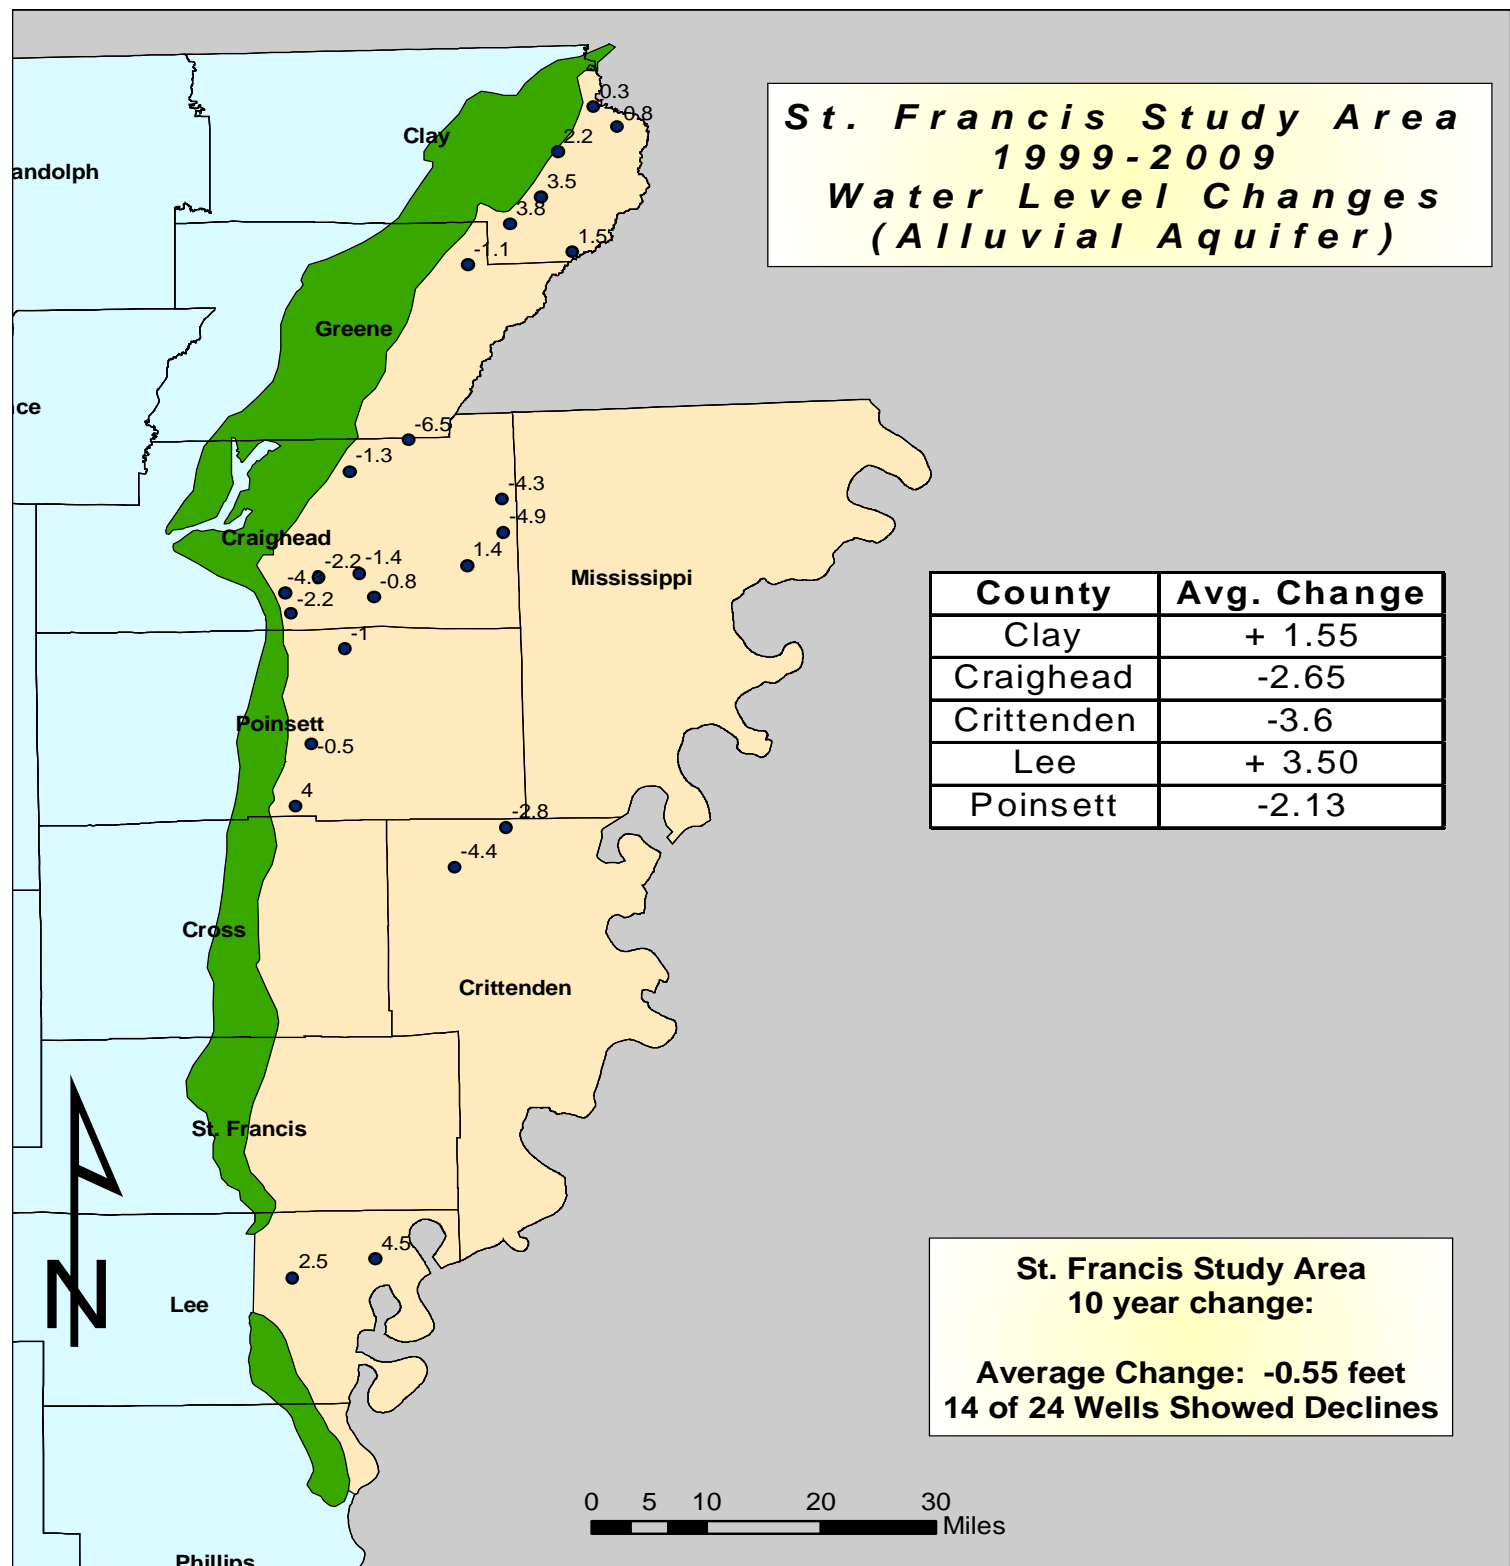 St. Francis Study Area
1999-2009
Water Level Changes
(Alluvial Aquifer)
0.3
0.8
Clay
2.2
andolph
3.5
3.8
1.5
-1.1
Greene
ce
-6.5
-1.3
-4.3
-4.9
Craighead
1.4
-2.2
-1.4
Mississippi
-0.8
-2.2
-1
Poinsett
-0.5
4
-2.8
-4.4
County Avg. Change
Clay + 1.55
Craighead -2.65
Crittenden -3.6
Lee + 3.50
Poinsett -2.13
Cross
Crittenden
St. Francis
4.5
2.5
N
Lee
St. Francis Study Area
10 year change:
Average Change: -0.55 feet
14 of 24 Wells Showed Declines
0 5 10 20 30
Miles
Phillips